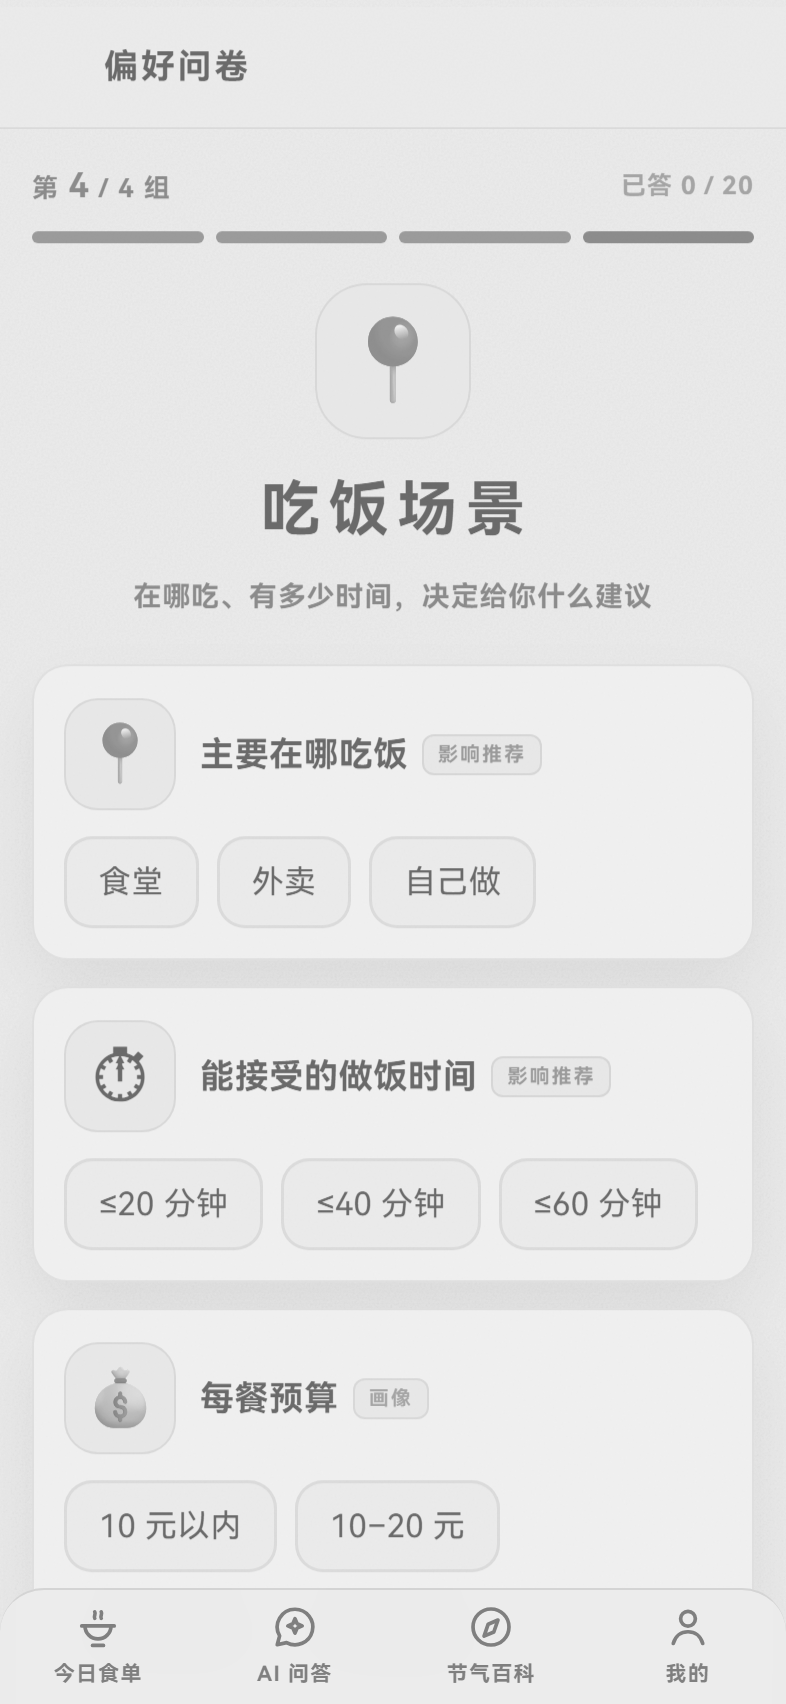 偏好问卷
第 4 / 4 组
已答 0 / 20
吃饭场景
在哪吃、有多少时间，决定给你什么建议
主要在哪吃饭 影响推荐
食堂 外卖 自己做
能接受的做饭时间 影响推荐
≤20 分钟 ≤40 分钟 ≤60 分钟
每餐预算 画像
10 元以内 10–20 元
今日食单 AI 问答 节气百科 我的